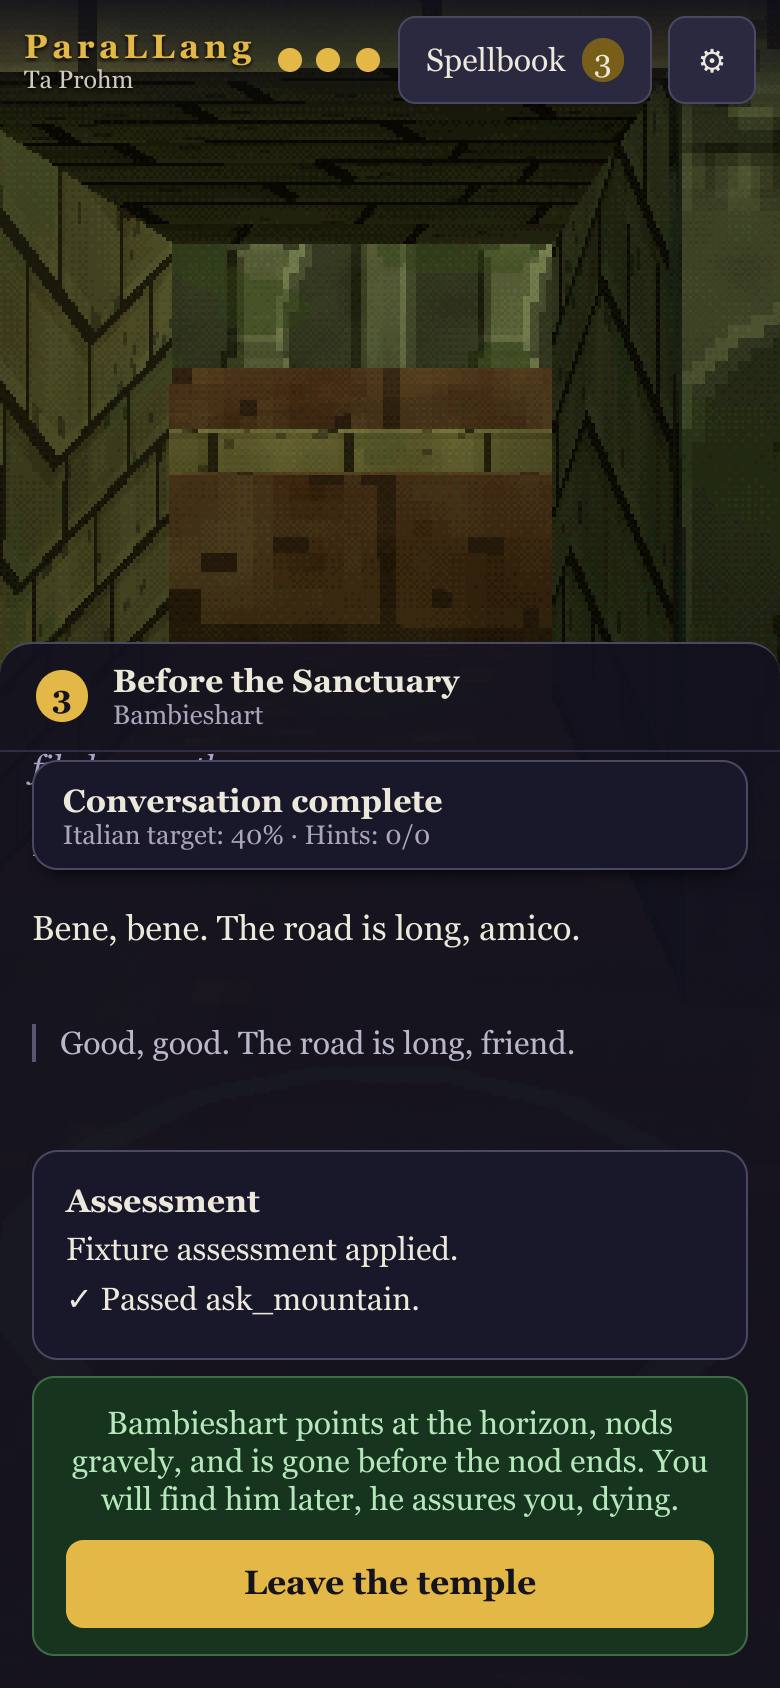 ParaLLang
Ta Prohm
Spellbook 3
3
Before the Sanctuary
Bambieshart
Conversation complete
Italian target: 40% · Hints: 0/0
Bene, bene. The road is long, amico.
Good, good. The road is long, friend.
Assessment
Fixture assessment applied.
✓ Passed ask_mountain.
Bambieshart points at the horizon, nods
gravely, and is gone before the nod ends. You
will find him later, he assures you, dying.
Leave the temple